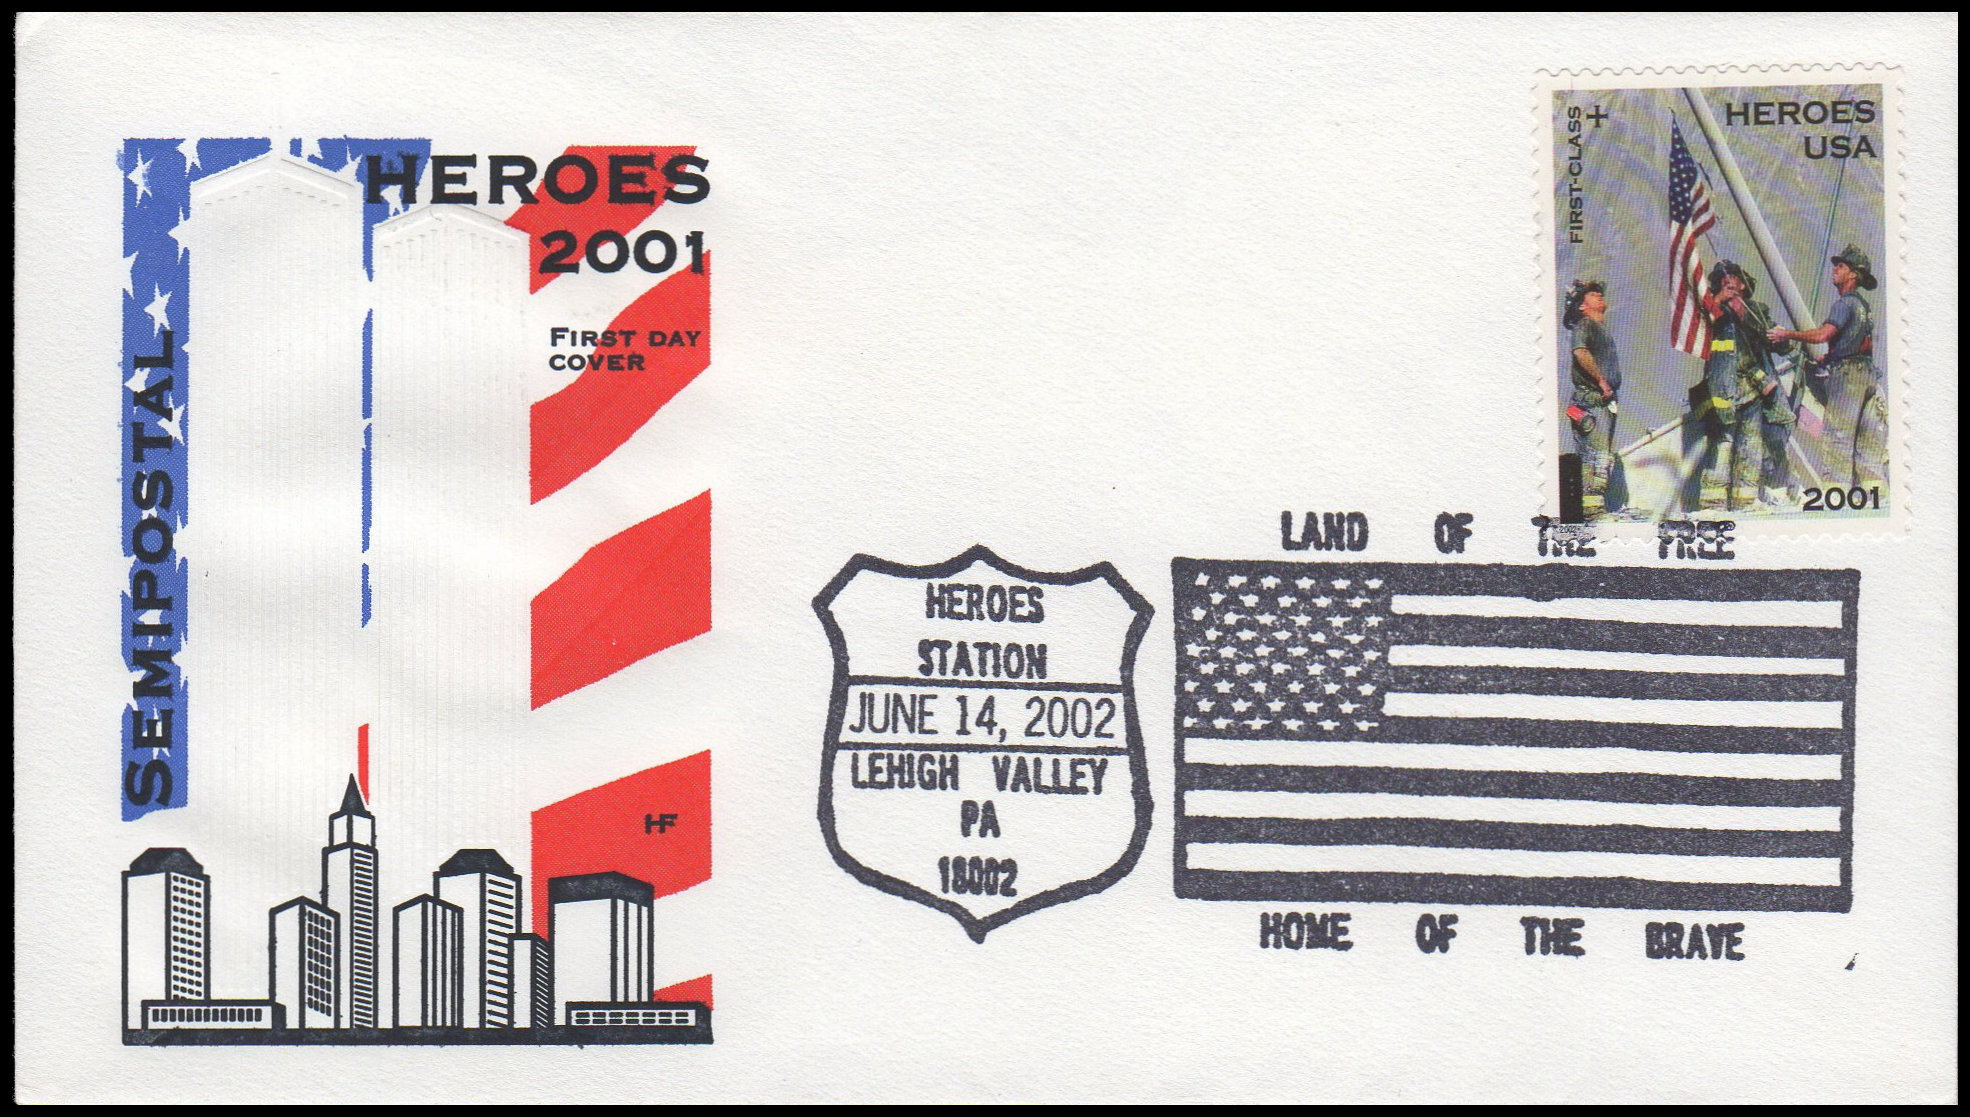 SEMIPOSTAL
HEROES
2001
FIRST DAY
COVER
HF
FIRST-CLASS
+
HEROES
USA
2001
2002
LAND OF THE FREE
HEROES
STATION
JUNE 14, 2002
LEHIGH VALLEY
PA
18002
HOME OF THE BRAVE